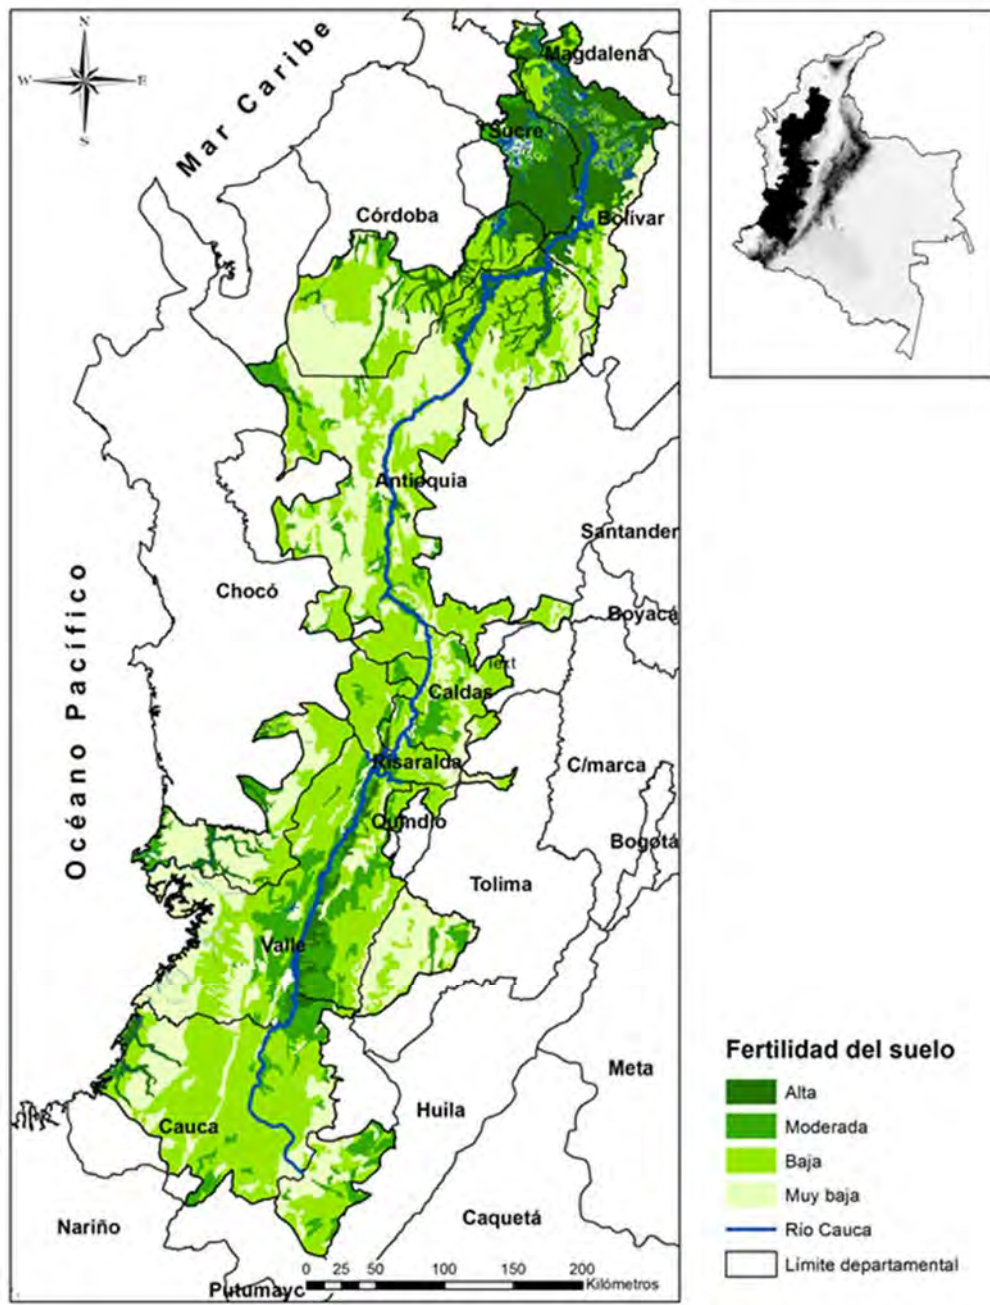 N
W
E
S
Mar Caribe
Magdalena
Sucre
Córdoba
Bolívar
Antioquia
Santander
Chocó
Boyacá
Text
Caldas
Océano Pacífico
Risaralda
C/marca
Quindío
Bogotá
Tolima
Valle
Meta
Huila
Cauca
Caquetá
Nariño
Putumayc
0 25 50 100 150 200
Kilómetros
Fertilidad del suelo
Alta
Moderada
Baja
Muy baja
Río Cauca
Límite departamental